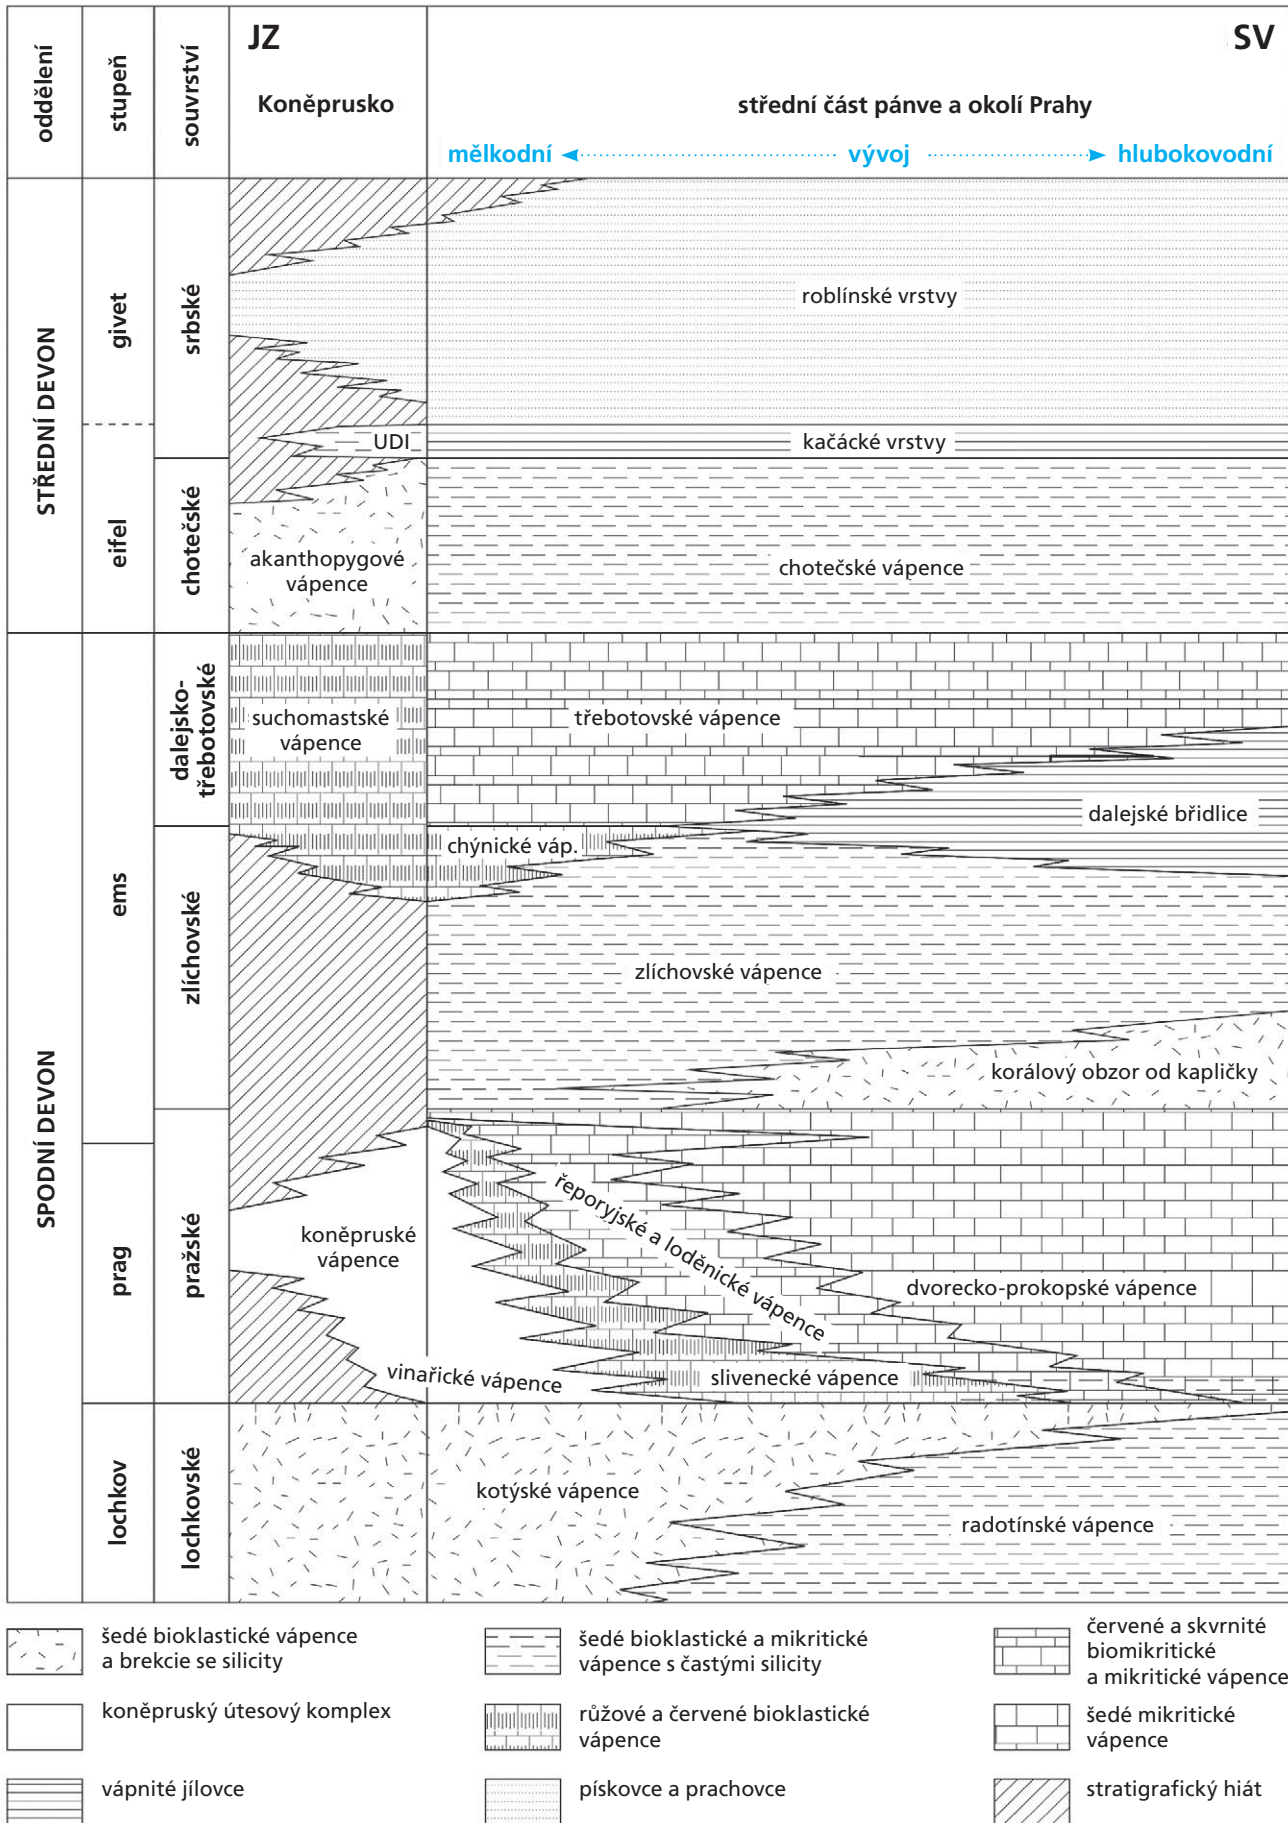 oddělení
stupeň
souvrství
JZ
SV
Koněprusko
střední část pánve a okolí Prahy
mělkodní
vývoj
hlubokovodní
STŘEDNÍ DEVON
givet
srbské
roblínské vrstvy
UDI
kačácké vrstvy
eifel
chotečské
akanthopygové
vápence
chotečské vápence
SPODNÍ DEVON
ems
dalejsko-
třebotovské
suchomastské
vápence
třebotovské vápence
dalejské břidlice
zlíchovské
chýnické váp.
zlíchovské vápence
korálový obzor od kapličky
prag
pražské
koněpruské
vápence
řeporyjské a loděnické vápence
dvorecko-prokopské vápence
vinařické vápence
slivenecké vápence
lochkov
lochkovské
kotýské vápence
radotínské vápence
šedé bioklastické vápence
a brekcie se silicity
šedé bioklastické a mikritické
vápence s častými silicity
červené a skvrnité
biomikritické
a mikritické vápence
koněpruský útesový komplex
růžové a červené bioklastické
vápence
šedé mikritické
vápence
vápnité jílovce
pískovce a prachovce
stratigrafický hiát